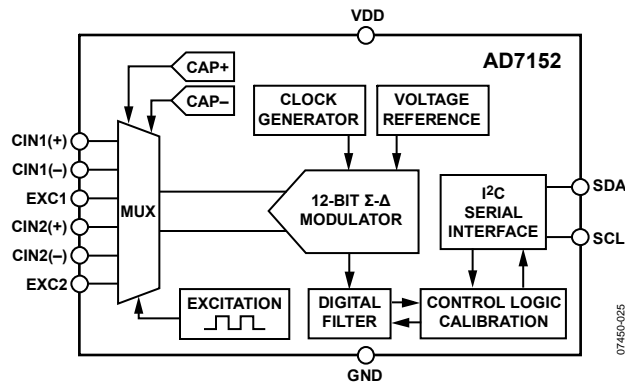 VDD
AD7152
CAP+
CAP–
CLOCK
GENERATOR
VOLTAGE
REFERENCE
CIN1(+)
CIN1(–)
EXC1
CIN2(+)
CIN2(–)
EXC2
MUX
12-BIT Σ-Δ
MODULATOR
I²C
SERIAL
INTERFACE
SDA
SCL
EXCITATION
DIGITAL
FILTER
CONTROL LOGIC
CALIBRATION
GND
07450-025